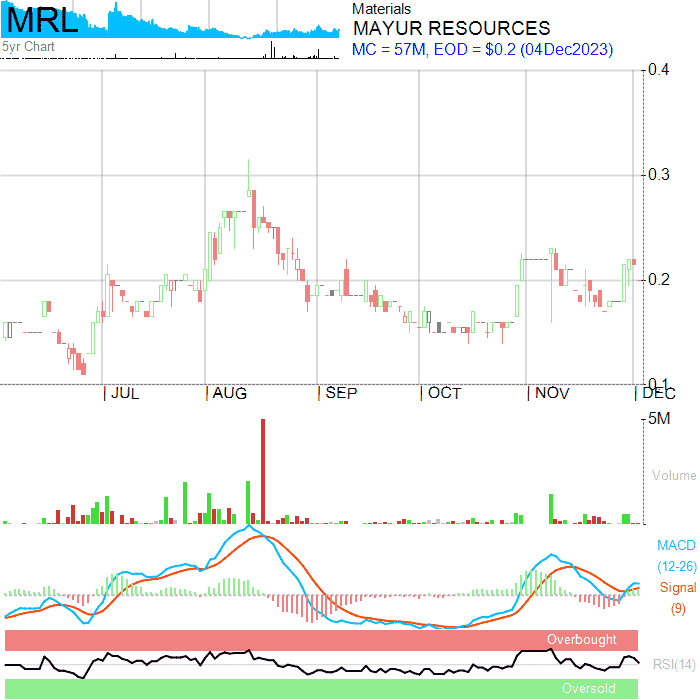 MRL
5yr Chart
Materials
MAYUR RESOURCES
MC = 57M, EOD = $0.2 (04Dec2023)
0.4
0.3
0.2
0.1
JUL
AUG
SEP
OCT
NOV
DEC
5M
Volume
MACD
(12-26)
Signal
(9)
Overbought
RSI(14)
Oversold